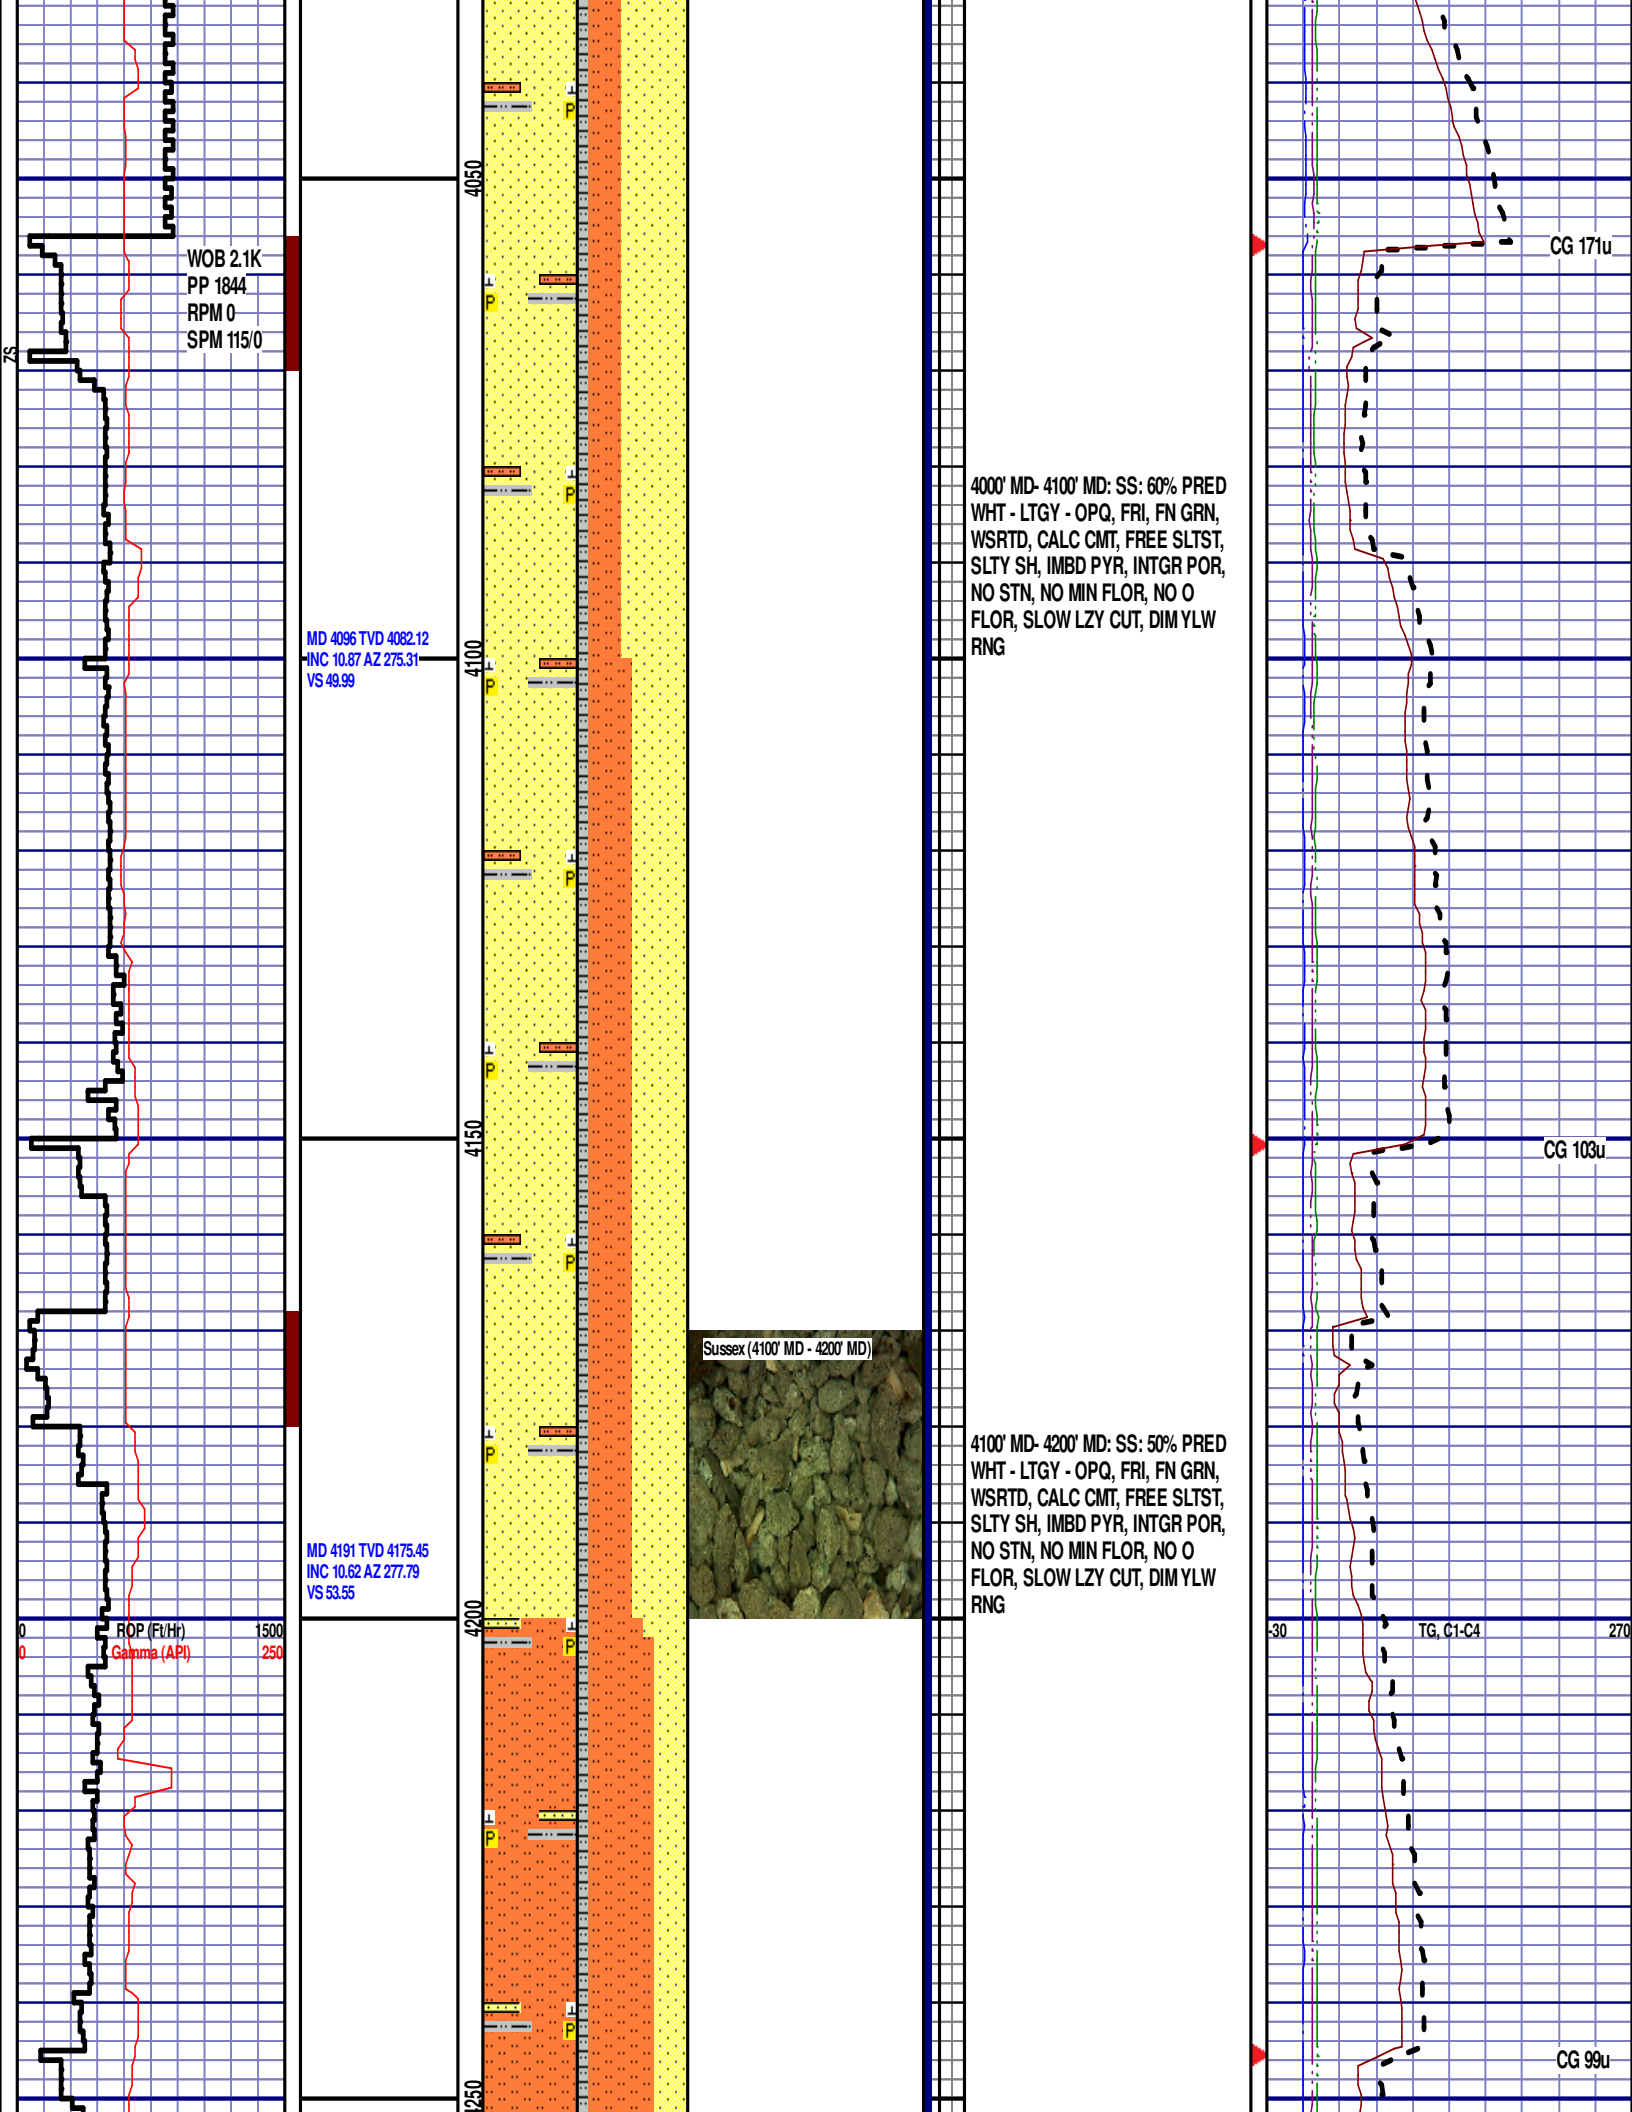 4050
WOB 2.1K
PP 1844
RPM 0
SPM 115/0
ZS
CG 171u
4000' MD- 4100' MD: SS: 60% PRED
WHT - LTGY - OPQ, FRI, FN GRN,
WSRTD, CALC CMT, FREE SLTST,
SLTY SH, IMBD PYR, INTGR POR,
NO STN, NO MIN FLOR, NO O
FLOR, SLOW LZY CUT, DIM YLW
RNG
MD 4096 TVD 4082.12
INC 10.87 AZ 275.31
VS 49.99
4100
4150
CG 103u
Sussex (4100' MD - 4200' MD)
4100' MD- 4200' MD: SS: 50% PRED
WHT - LTGY - OPQ, FRI, FN GRN,
WSRTD, CALC CMT, FREE SLTST,
SLTY SH, IMBD PYR, INTGR POR,
NO STN, NO MIN FLOR, NO O
FLOR, SLOW LZY CUT, DIM YLW
RNG
MD 4191 TVD 4175.45
INC 10.62 AZ 277.79
VS 53.55
4200
0 ROP (Ft/Hr) 1500
0 Gamma (API) 250
-30 TG, C1-C4 270
CG 99u
4250
P
P
P
P
P
P
P
P
P
P
P